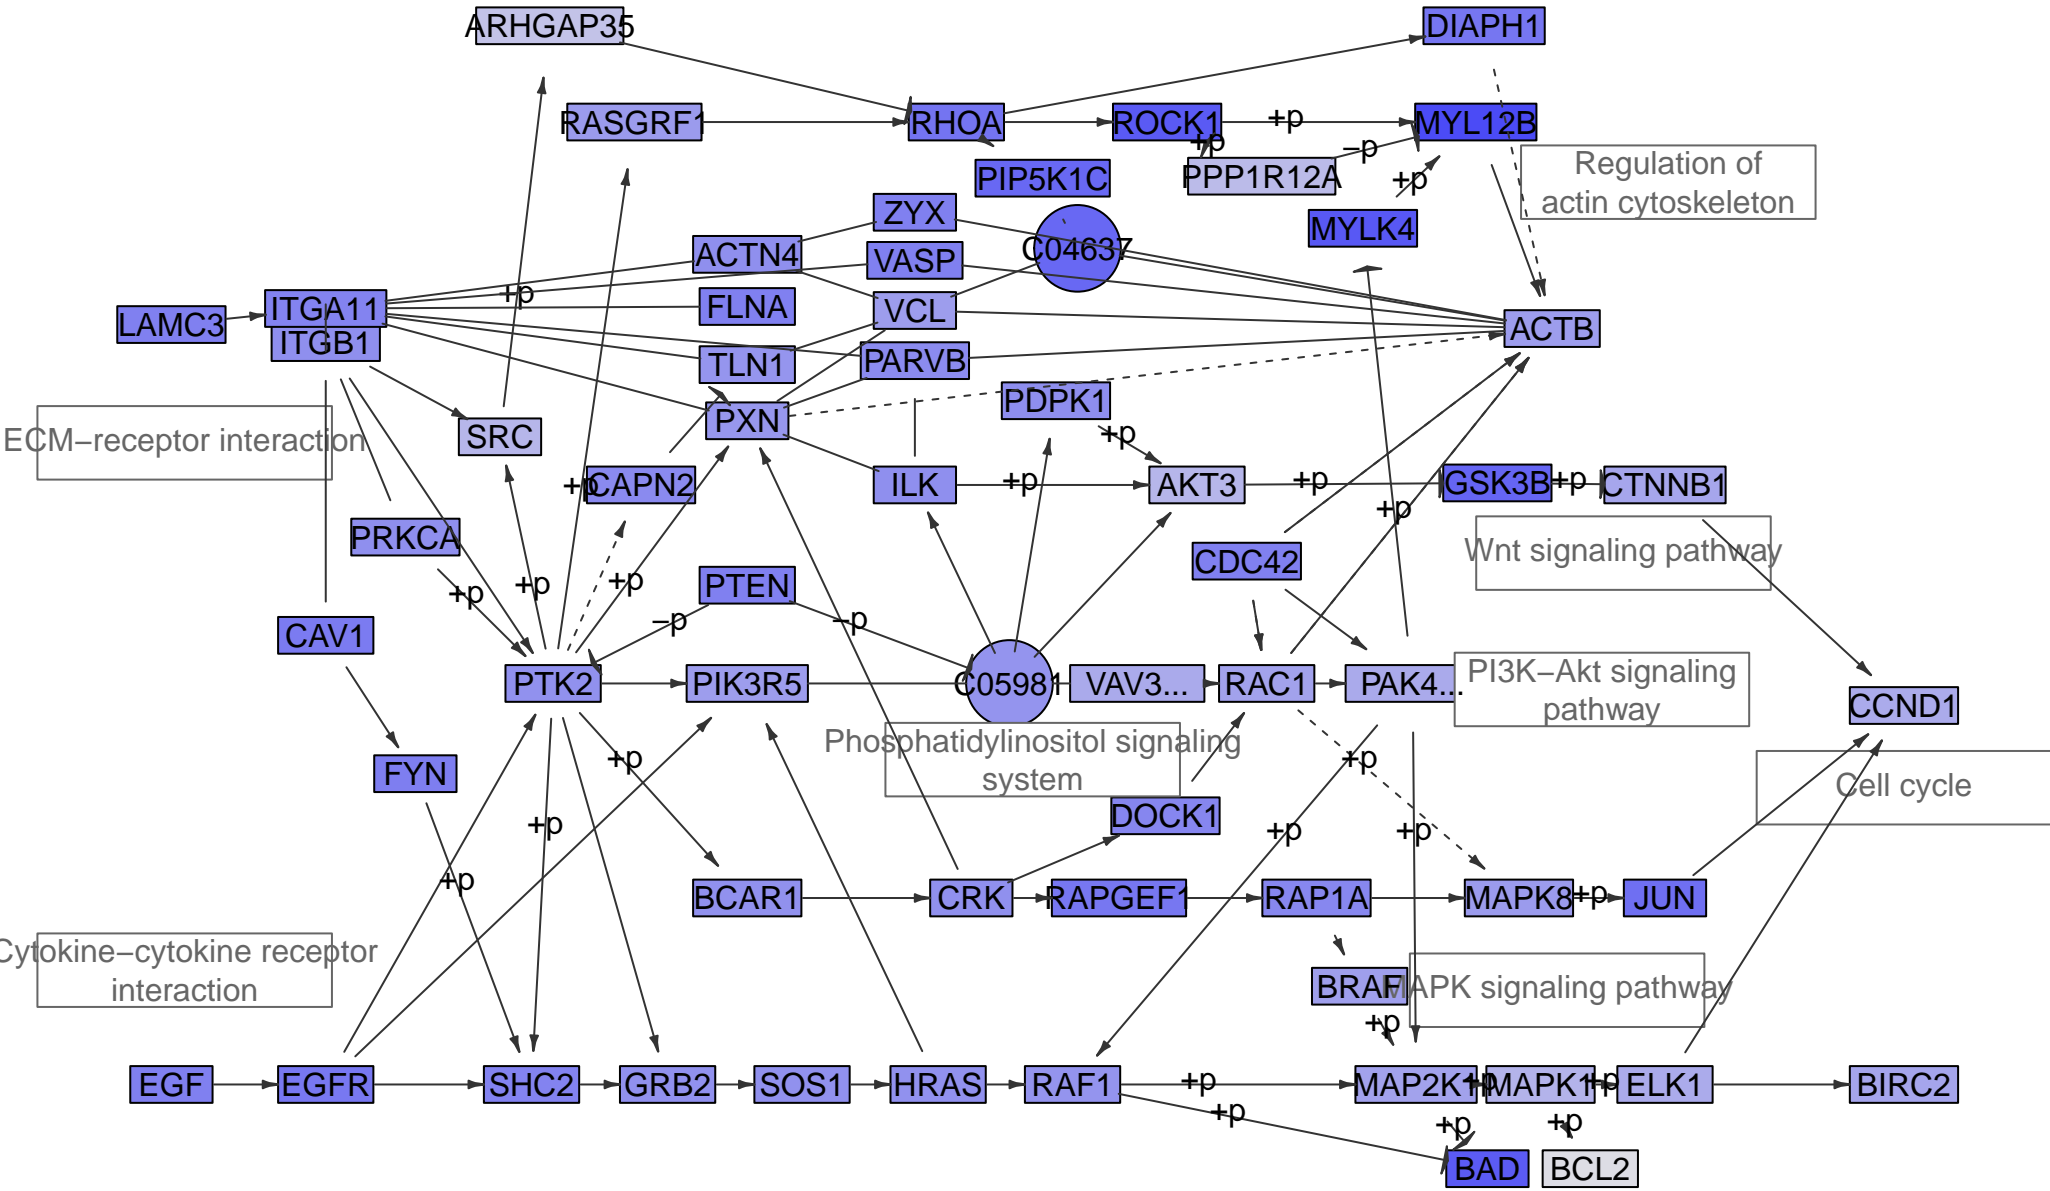 ARHGAP35
DIAPH1
RASGRF1
RHOA
ROCK1
+p
MYL12B
+p
−p
PIP5K1C
PPP1R12A
+p
Regulation of
actin cytoskeleton
ZYX
MYLK4
ACTN4
VASP
C04637
+p
ITGA11
FLNA
VCL
LAMC3
ITGB1
ACTB
TLN1
PARVB
PDPK1
PXN
+p
ECM−receptor interaction
SRC
+p
CAPN2
ILK
+p
AKT3
+p
GSK3B
+p
CTNNB1
+p
PRKCA
Wnt signaling pathway
CDC42
+p
+p
+p
PTEN
−p
−p
CAV1
PTK2
PIK3R5
C05981
VAV3...
RAC1
PAK4...
PI3K−Akt signaling
pathway
CCND1
Phosphatidylinositol signaling
system
+p
+p
FYN
Cell cycle
DOCK1
+p
+p
+p
+p
BCAR1
CRK
RAPGEF1
RAP1A
MAPK8
+p
JUN
Cytokine−cytokine receptor
interaction
BRAF
MAPK signaling pathway
+p
EGF
EGFR
SHC2
GRB2
SOS1
HRAS
RAF1
+p
MAP2K1
+p
MAPK1
+p
ELK1
BIRC2
+p
+p
+p
BAD
BCL2